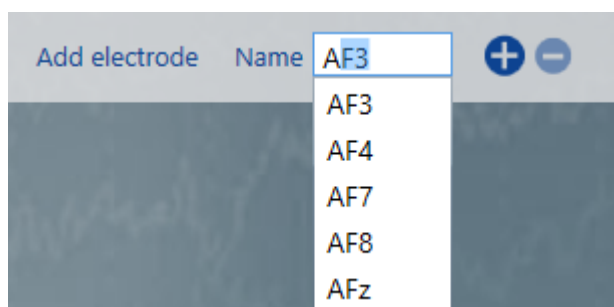 Add electrode Name AF3
AF3
AF4
AF7
AF8
AFz